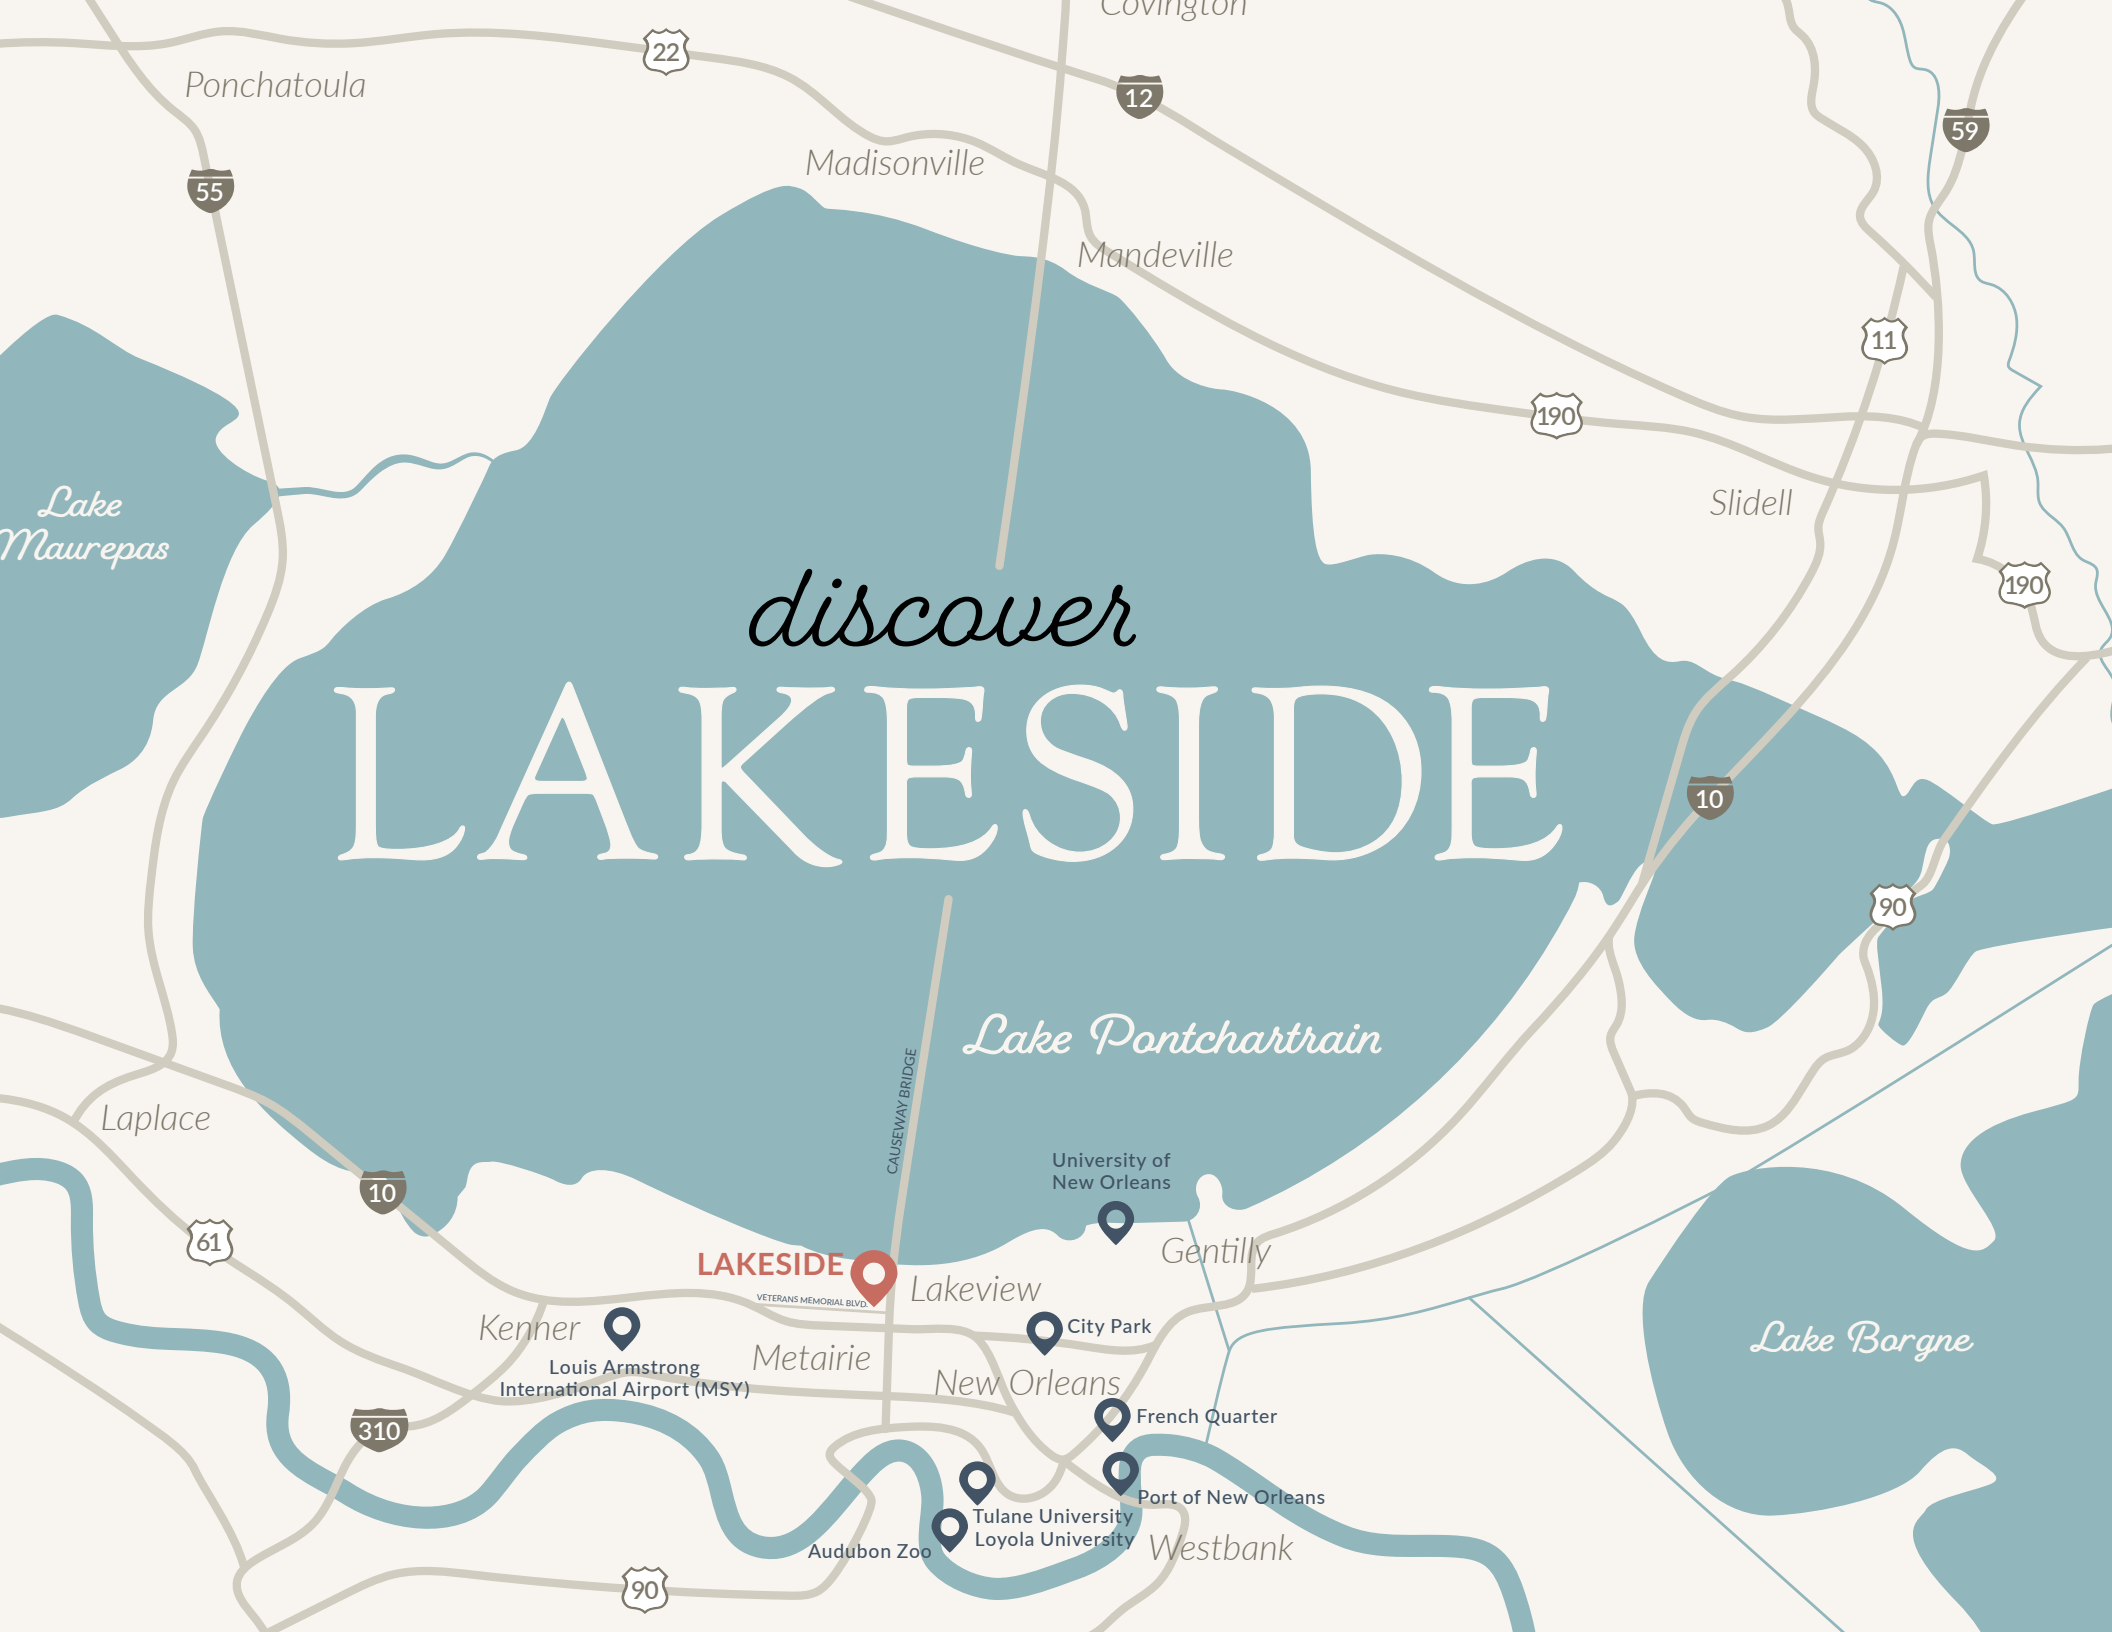 Covington
22
Ponchatoula
12
59
Madisonville
55
Mandeville
11
190
Lake
Maurepas
Slidell
190
discover
LAKESIDE
10
90
Lake Pontchartrain
CAUSEWAY BRIDGE
Laplace
University of
New Orleans
10
61
Gentilly
LAKESIDE
Lakeview
VETERANS MEMORIAL BLVD.
Kenner
City Park
Lake Borgne
Metairie
Louis Armstrong
International Airport (MSY)
New Orleans
French Quarter
310
Port of New Orleans
Tulane University
Loyola University
Audubon Zoo
Westbank
90